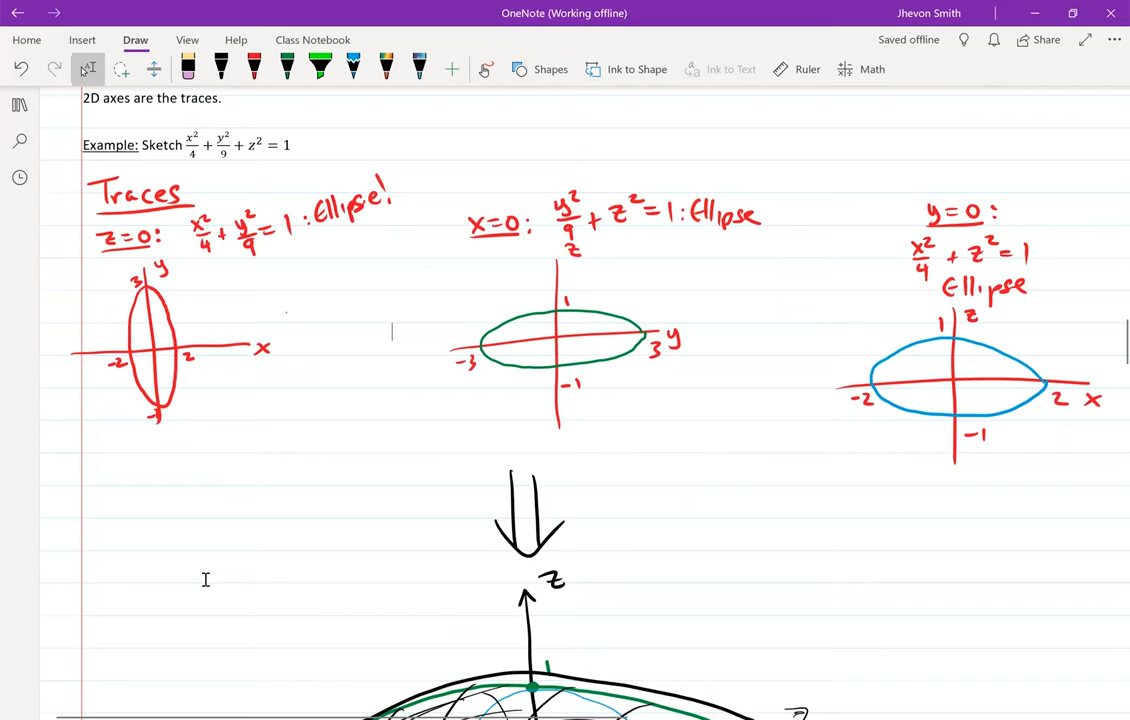 OneNote (Working offline)
Jhevon Smith
Home Insert Draw View Help Class Notebook
Saved offline
Share
Shapes
Ink to Shape
Ink to Text
Ruler
Math
2D axes are the traces.
Example: Sketch x²/4 + y²/9 + z² = 1
Traces
z=0: x²/4 + y²/9 = 1 : Ellipse!
x=0: y²/9 + z² = 1 : Ellipse
y=0:
x²/4 + z² = 1
Ellipse
3 y
-2 2 x
z
1
-3 3 y
-1
1 z
-2 2 x
-1
z
1